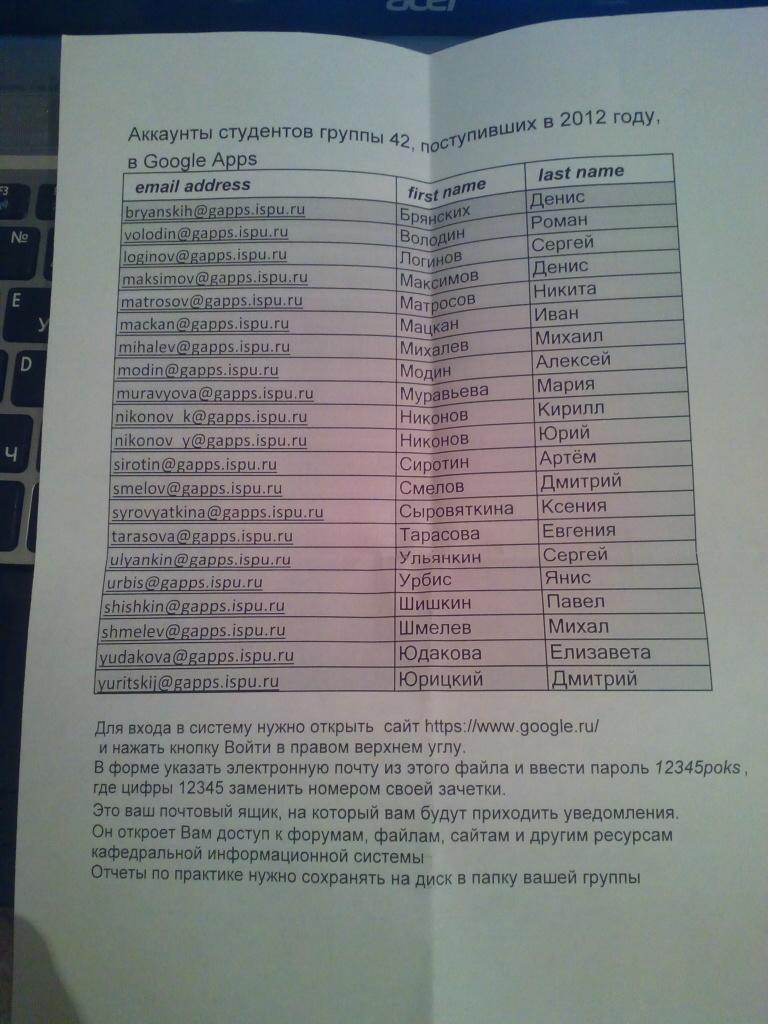 acer
Аккаунты студентов группы 42, поступивших в 2012 году,
в Google Apps
email address first name last name
bryanskih@gapps.ispu.ru Брянских Денис
volodin@gapps.ispu.ru Володин Роман
loginov@gapps.ispu.ru Логинов Сергей
maksimov@gapps.ispu.ru Максимов Денис
matrosov@gapps.ispu.ru Матросов Никита
mackan@gapps.ispu.ru Мацкан Иван
mihalev@gapps.ispu.ru Михалев Михаил
modin@gapps.ispu.ru Модин Алексей
muravyova@gapps.ispu.ru Муравьева Мария
nikonov_k@gapps.ispu.ru Никонов Кирилл
nikonov_y@gapps.ispu.ru Никонов Юрий
sirotin@gapps.ispu.ru Сиротин Артём
smelov@gapps.ispu.ru Смелов Дмитрий
syrovyatkina@gapps.ispu.ru Сыровяткина Ксения
tarasova@gapps.ispu.ru Тарасова Евгения
ulyankin@gapps.ispu.ru Ульянкин Сергей
urbis@gapps.ispu.ru Урбис Янис
shishkin@gapps.ispu.ru Шишкин Павел
shmelev@gapps.ispu.ru Шмелев Михал
yudakova@gapps.ispu.ru Юдакова Елизавета
yuritskij@gapps.ispu.ru Юрицкий Дмитрий
Для входа в систему нужно открыть сайт https://www.google.ru/
и нажать кнопку Войти в правом верхнем углу.
В форме указать электронную почту из этого файла и ввести пароль 12345poks,
где цифры 12345 заменить номером своей зачетки.
Это ваш почтовый ящик, на который вам будут приходить уведомления.
Он откроет Вам доступ к форумам, файлам, сайтам и другим ресурсам
кафедральной информационной системы
Отчеты по практике нужно сохранять на диск в папку вашей группы
F3
№
E
У
D
Ч